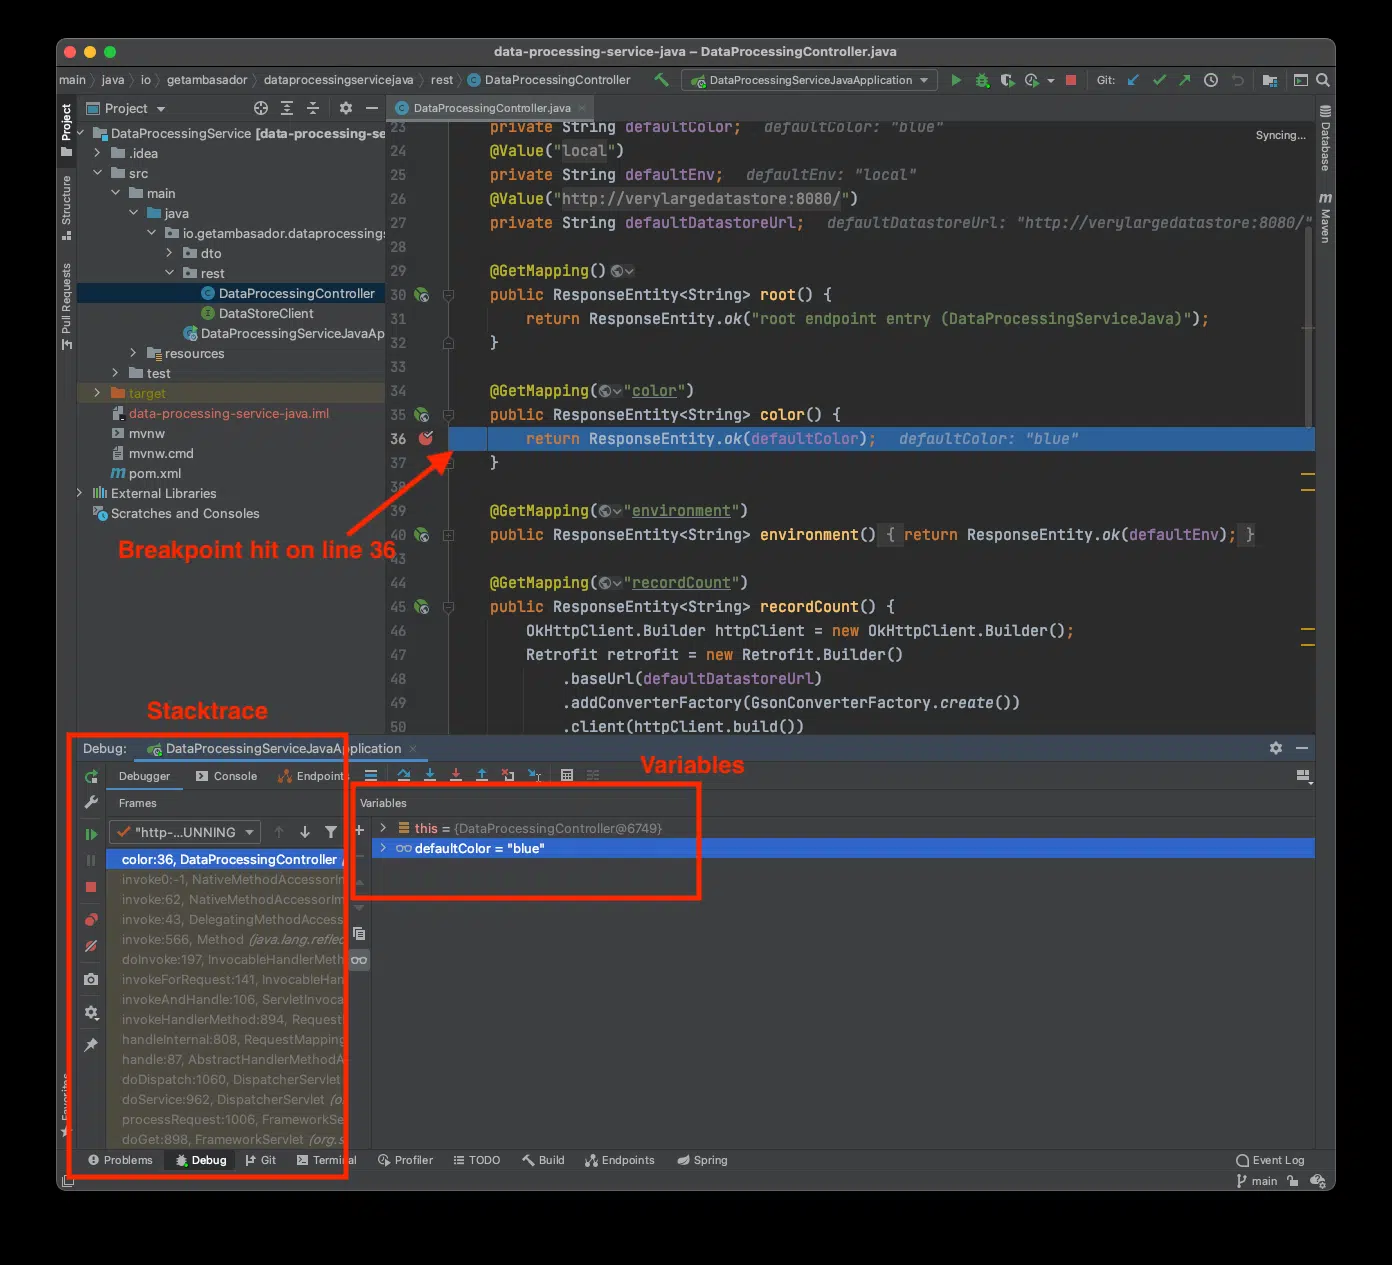 data-processing-service-java – DataProcessingController.java
main java io getambasador dataprocessingservicejava rest DataProcessingController DataProcessingServiceJavaApplication Git:
Project
DataProcessingController.java
Project
Structure
Pull Requests
Favorites
Database
Maven
Syncing...
DataProcessingService [data-processing-se
.idea
src
main
java
io.getambasador.dataprocessings
dto
rest
DataProcessingController
DataStoreClient
DataProcessingServiceJavaAp
resources
test
target
data-processing-service-java.iml
mvnw
mvnw.cmd
pom.xml
External Libraries
Scratches and Consoles
23 private String defaultColor; defaultColor: "blue"
24 @Value("local")
25 private String defaultEnv; defaultEnv: "local"
26 @Value("http://verylargedatastore:8080/")
27 private String defaultDatastoreUrl; defaultDatastoreUrl: "http://verylargedatastore:8080/"
28
29 @GetMapping()
30 public ResponseEntity<String> root() {
31 return ResponseEntity.ok("root endpoint entry (DataProcessingServiceJava)");
32 }
33
34 @GetMapping("color")
35 public ResponseEntity<String> color() {
36 return ResponseEntity.ok(defaultColor); defaultColor: "blue"
37 }
38
39 @GetMapping("environment")
40 public ResponseEntity<String> environment() { return ResponseEntity.ok(defaultEnv); }
43
44 @GetMapping("recordCount")
45 public ResponseEntity<String> recordCount() {
46 OkHttpClient.Builder httpClient = new OkHttpClient.Builder();
47 Retrofit retrofit = new Retrofit.Builder()
48 .baseUrl(defaultDatastoreUrl)
49 .addConverterFactory(GsonConverterFactory.create())
50 .client(httpClient.build())
Breakpoint hit on line 36
Stacktrace
Variables
Debug: DataProcessingServiceJavaApplication
Debugger Console Endpoints
Frames
Variables
"http-...UNNING
this = {DataProcessingController@6749}
defaultColor = "blue"
color:36, DataProcessingController
invoke0:-1, NativeMethodAccessorIm
invoke:62, NativeMethodAccessorIm
invoke:43, DelegatingMethodAccess
invoke:566, Method (java.lang.reflec
doInvoke:197, InvocableHandlerMeth
invokeForRequest:141, InvocableHan
invokeAndHandle:106, ServletInvoca
invokeHandlerMethod:894, Request
handleInternal:808, RequestMapping
handle:87, AbstractHandlerMethodA
doDispatch:1060, DispatcherServlet
doService:962, DispatcherServlet (o
processRequest:1006, FrameworkSe
doGet:898, FrameworkServlet (org.s
Problems Debug Git Terminal Profiler TODO Build Endpoints Spring Event Log
main